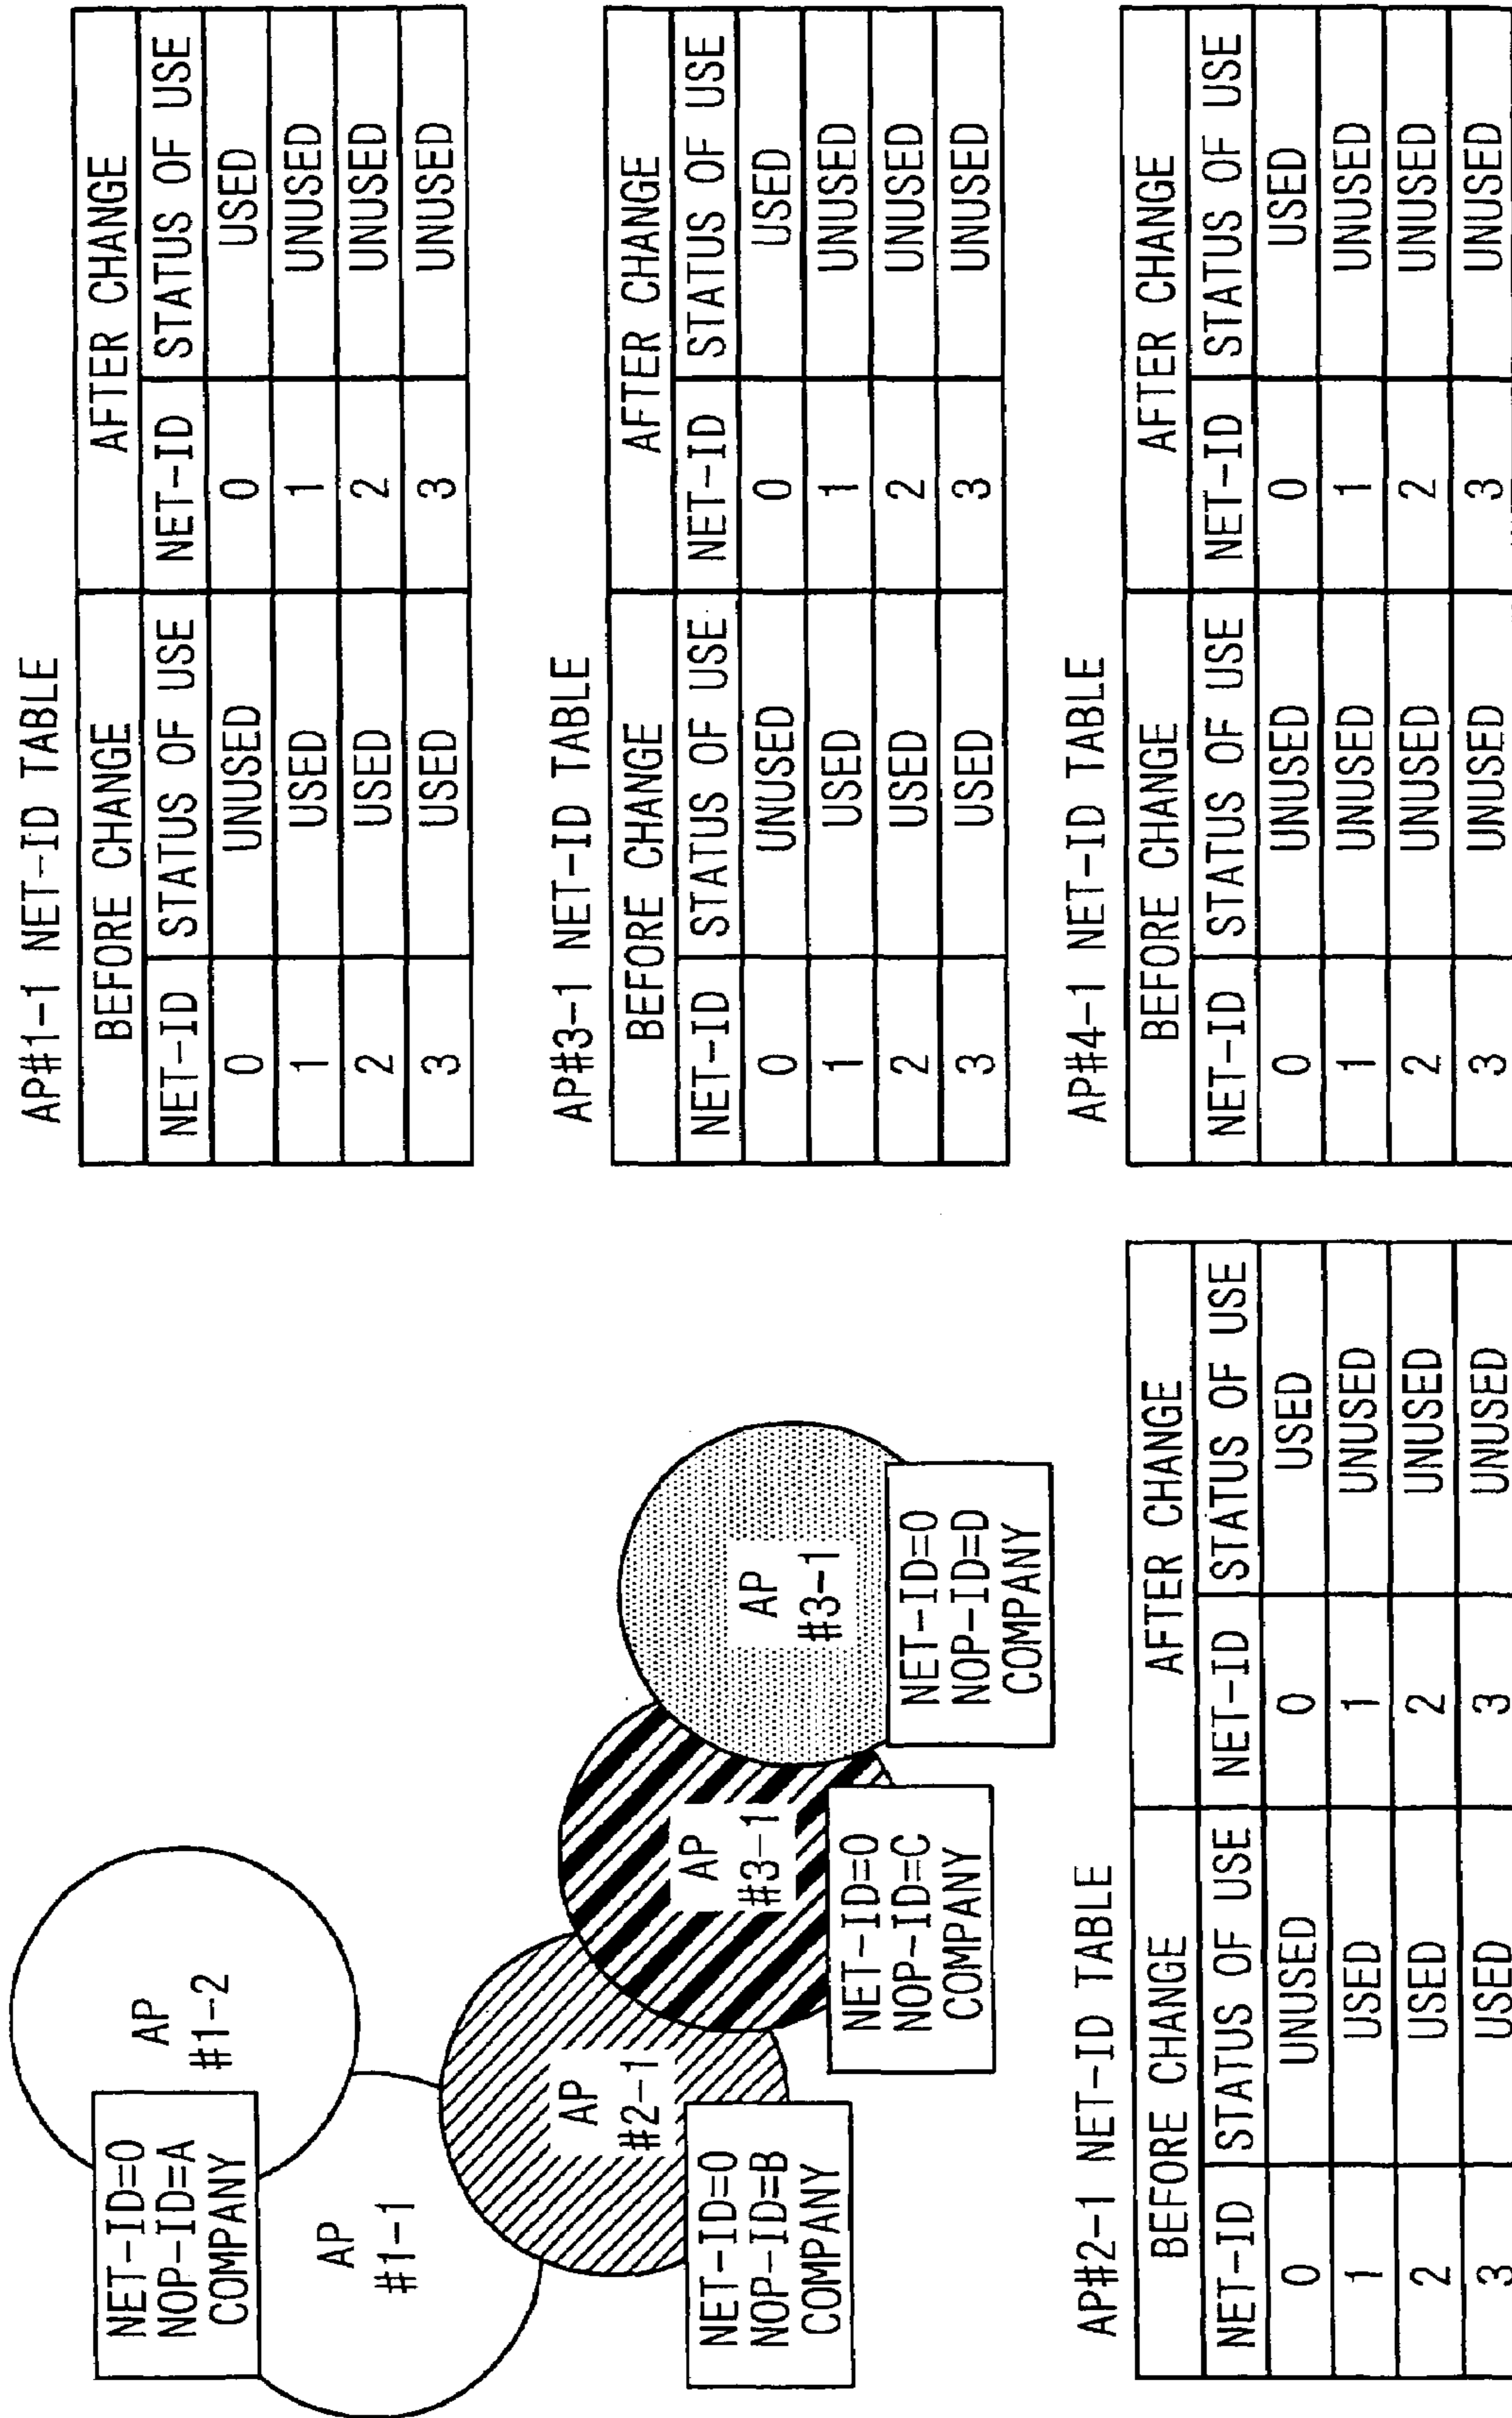 NET-ID=0
NOP-ID=A
COMPANY
AP
#1-2
AP
#1-1
AP
#2-1
NET-ID=0
NOP-ID=B
COMPANY
AP
#3-1
NET-ID=0
NOP-ID=C
COMPANY
AP
#3-1
NET-ID=0
NOP-ID=D
COMPANY
AP#1-1 NET-ID TABLE
BEFORE CHANGE AFTER CHANGE
NET-ID STATUS OF USE NET-ID STATUS OF USE
0 UNUSED 0 USED
1 USED 1 UNUSED
2 USED 2 UNUSED
3 USED 3 UNUSED
AP#3-1 NET-ID TABLE
BEFORE CHANGE AFTER CHANGE
NET-ID STATUS OF USE NET-ID STATUS OF USE
0 UNUSED 0 USED
1 USED 1 UNUSED
2 USED 2 UNUSED
3 USED 3 UNUSED
AP#2-1 NET-ID TABLE
BEFORE CHANGE AFTER CHANGE
NET-ID STATUS OF USE NET-ID STATUS OF USE
0 UNUSED 0 USED
1 USED 1 UNUSED
2 USED 2 UNUSED
3 USED 3 UNUSED
AP#4-1 NET-ID TABLE
BEFORE CHANGE AFTER CHANGE
NET-ID STATUS OF USE NET-ID STATUS OF USE
0 UNUSED 0 USED
1 UNUSED 1 UNUSED
2 UNUSED 2 UNUSED
3 UNUSED 3 UNUSED